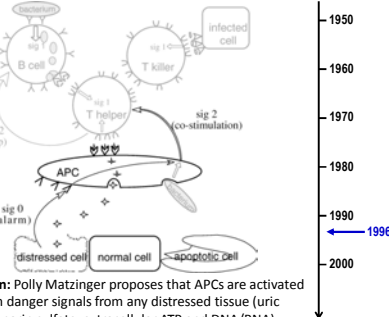 bacterium
infected
cell
sig 1
B cell
sig 1
T killer
sig 1
T helper
sig 2
(co-stimulation)
APC
sig 0
distressed cell
normal cell
apoptotic cell
Polly Matzinger proposes that APCs are activated
danger signals from any distressed tissue (uric
1950
1960
1970
1980
1990
1996
2000